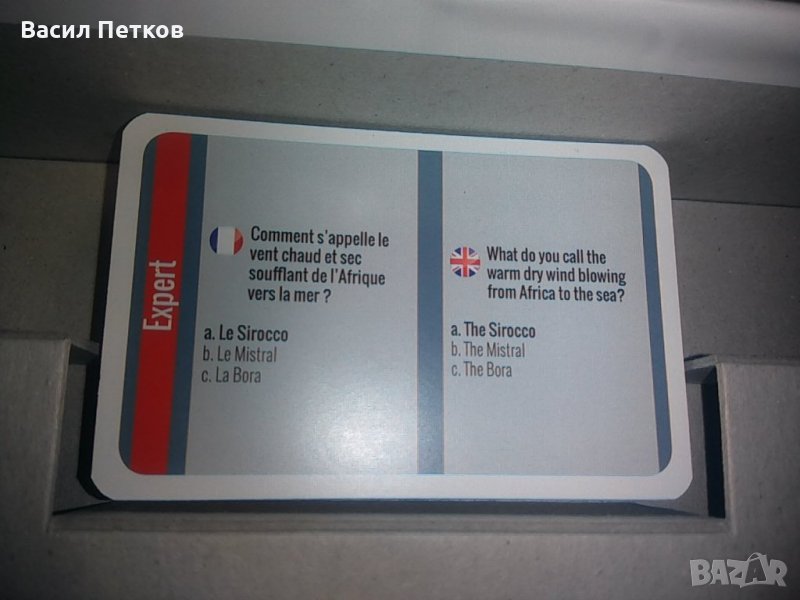 Васил Петков
Expert
Comment s'appelle le
vent chaud et sec
soufflant de l'Afrique
vers la mer ?
a. Le Sirocco
b. Le Mistral
c. La Bora
What do you call the
warm dry wind blowing
from Africa to the sea?
a. The Sirocco
b. The Mistral
c. The Bora
BAZAR